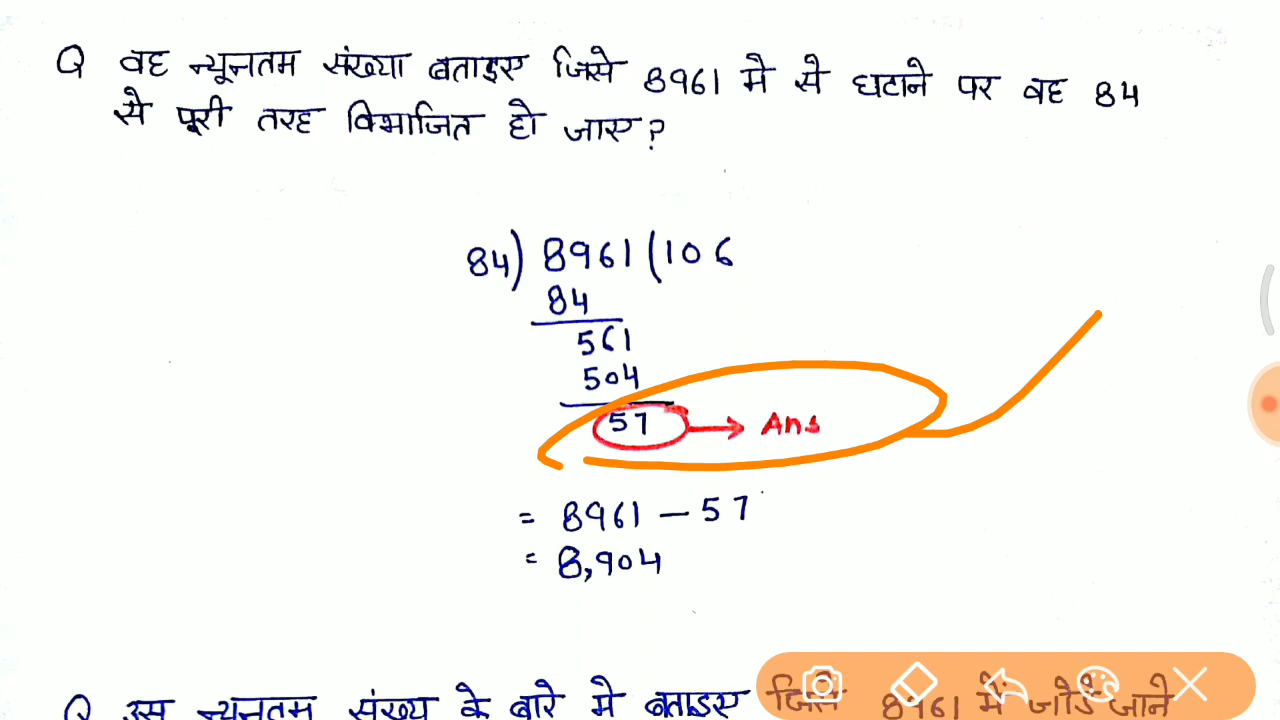 Q वह न्यूनतम संख्या बताइए जिसे 8961 मे से घटाने पर वह 84
से पूरी तरह विभाजित हो जाए?
84) 8961 (106
84
561
504
57 → Ans
= 8961 - 57
= 8,904
Q उस न्यूनतम संख्य के बारे मे बताइए जिसे 8961 में जोड़े जाने